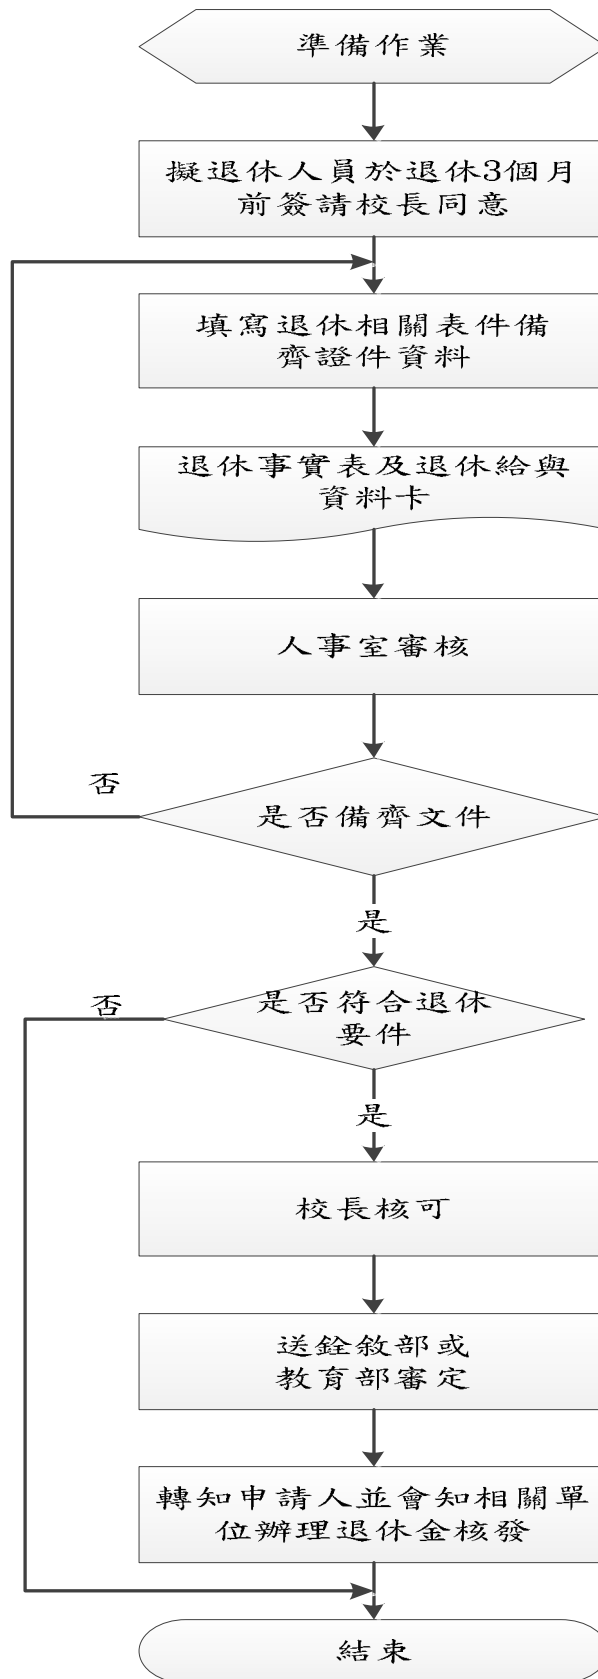 準備作業
擬退休人員於退休3個月
前簽請校長同意
填寫退休相關表件備
齊證件資料
退休事實表及退休給與
資料卡
人事室審核
否
是否備齊文件
是
否
是否符合退休
要件
是
校長核可
送銓敘部或
教育部審定
轉知申請人並會知相關單
位辦理退休金核發
結束